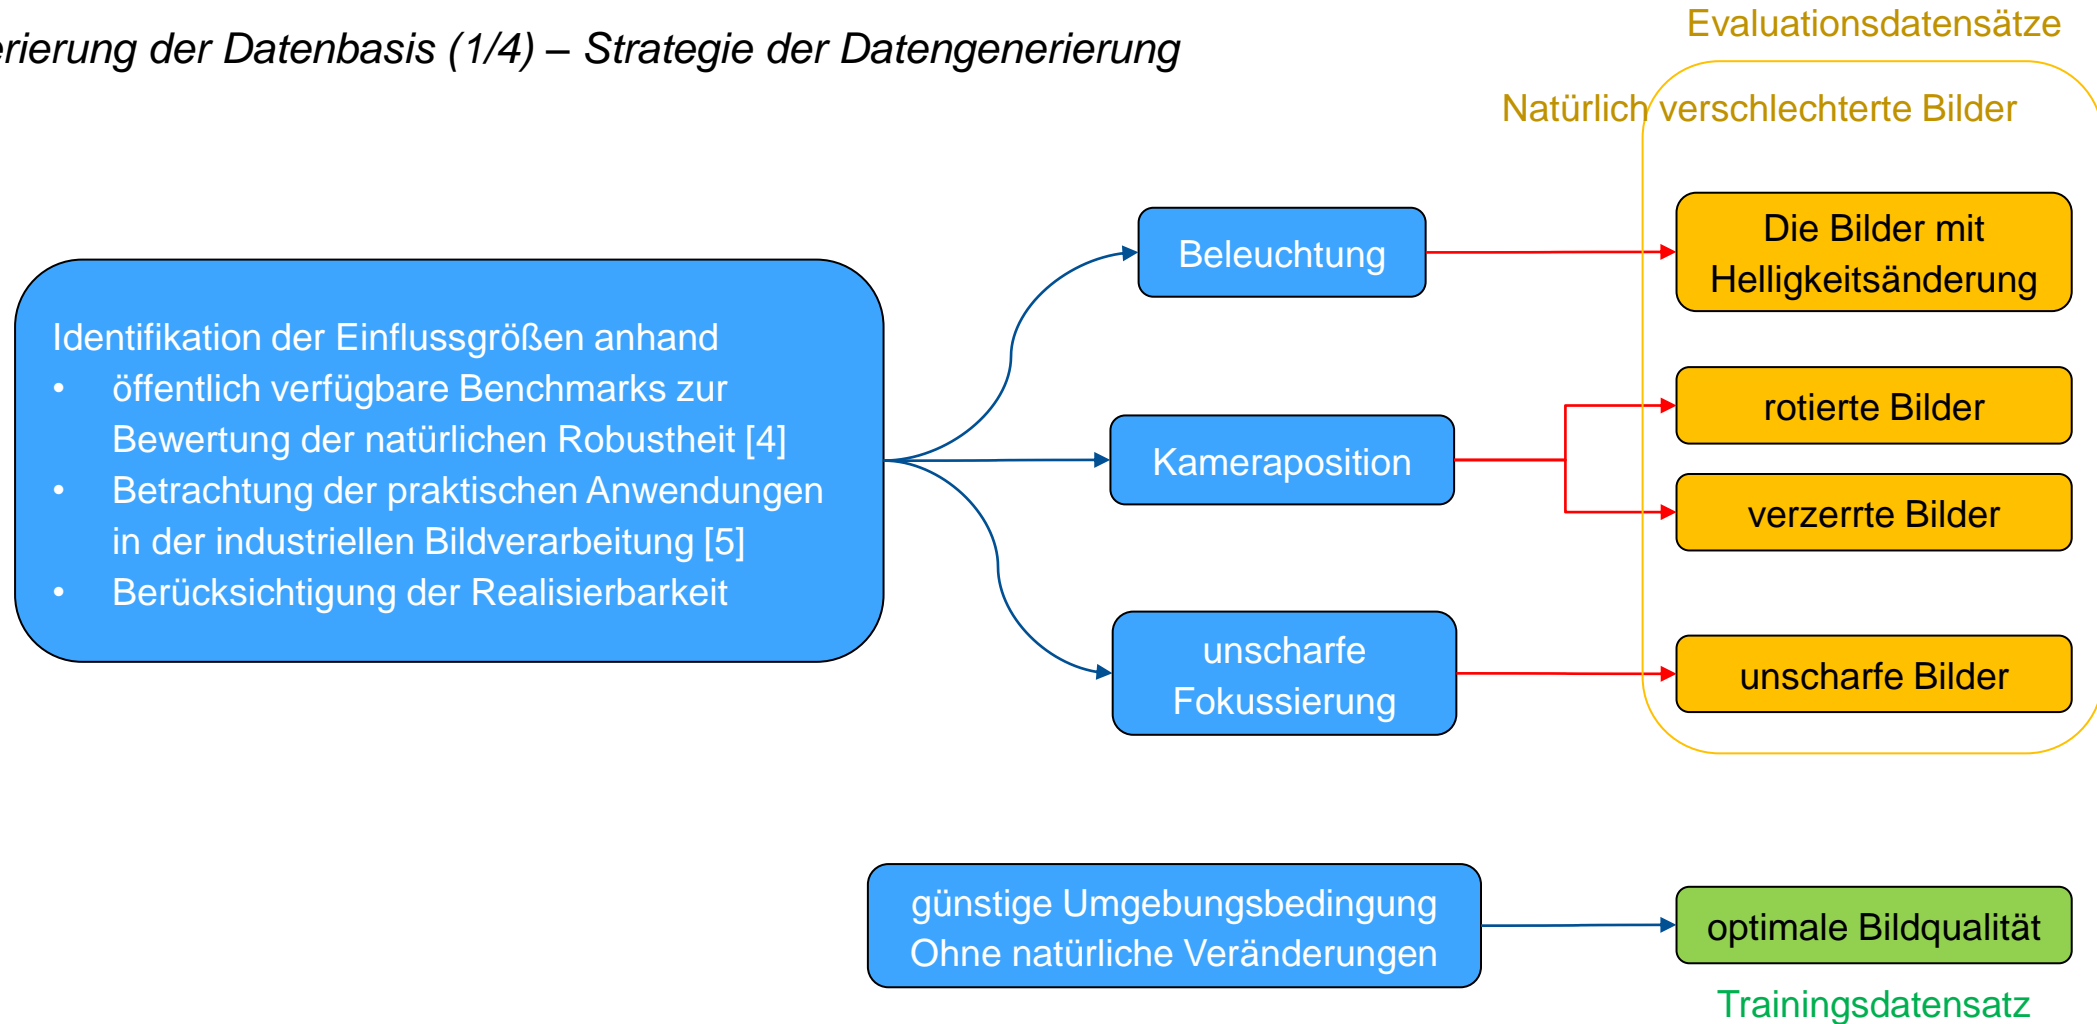 erierung der Datenbasis (1/4) – Strategie der Datengenerierung
Evaluationsdatensätze
Natürlich verschlechterte Bilder
Identifikation der Einflussgrößen anhand
• öffentlich verfügbare Benchmarks zur
Bewertung der natürlichen Robustheit [4]
• Betrachtung der praktischen Anwendungen
in der industriellen Bildverarbeitung [5]
• Berücksichtigung der Realisierbarkeit
Beleuchtung
Kameraposition
unscharfe
Fokussierung
Die Bilder mit
Helligkeitsänderung
rotierte Bilder
verzerrte Bilder
unscharfe Bilder
günstige Umgebungsbedingung
Ohne natürliche Veränderungen
optimale Bildqualität
Trainingsdatensatz